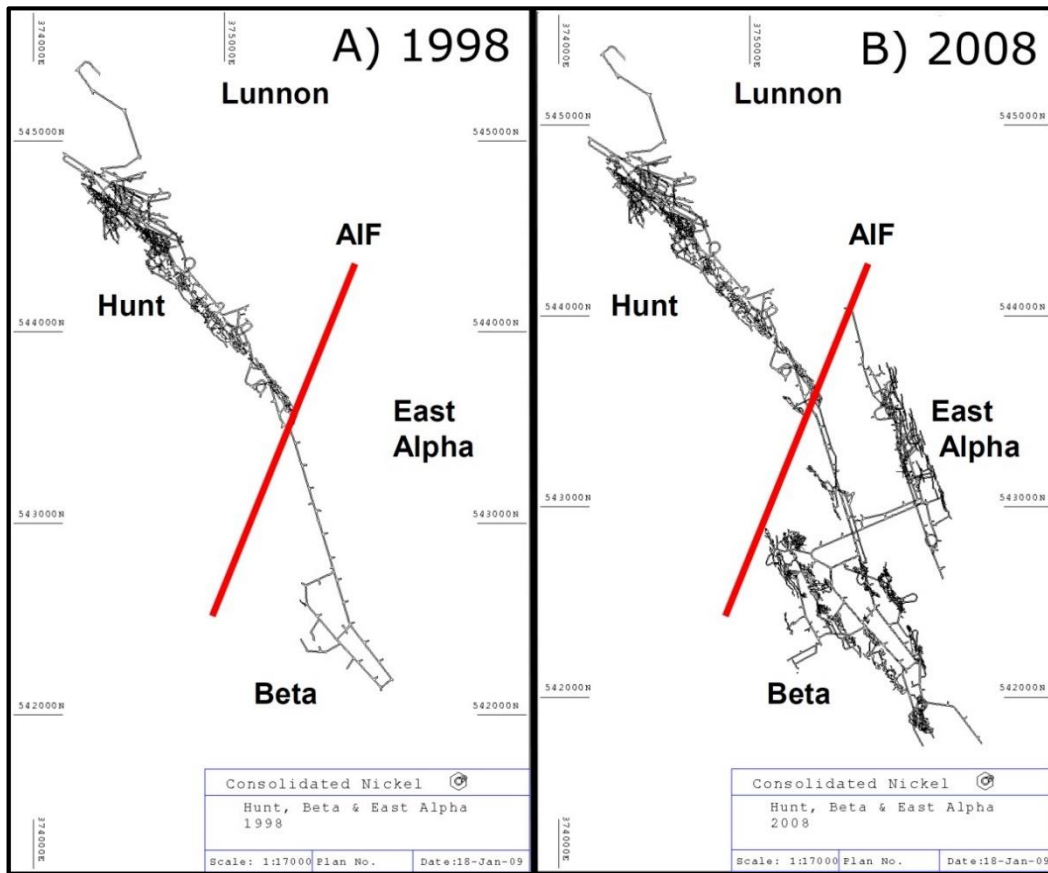 A) 1998
374000E
375000E
Lunnon
545000N
545000N
AIF
Hunt
544000N
544000N
East
Alpha
543000N
543000N
Beta
542000N
542000N
374000E
Consolidated Nickel
Hunt, Beta & East Alpha
1998
Scale: 1:17000
Plan No.
Date:18-Jan-09
B) 2008
374000E
375000E
Lunnon
545000N
545000N
AIF
Hunt
544000N
544000N
East
Alpha
543000N
543000N
Beta
542000N
542000N
374000E
Consolidated Nickel
Hunt, Beta & East Alpha
2008
Scale: 1:17000
Plan No.
Date:18-Jan-09